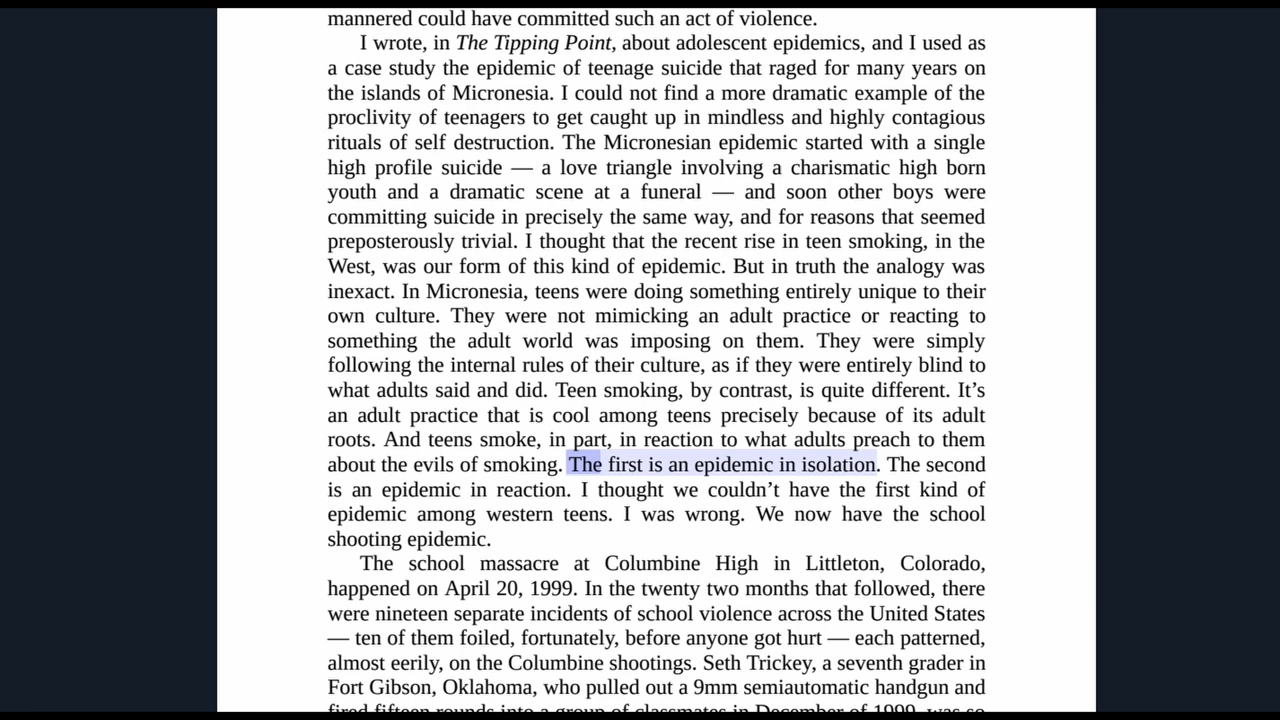 mannered could have committed such an act of violence.
I wrote, in The Tipping Point, about adolescent epidemics, and I used as
a case study the epidemic of teenage suicide that raged for many years on
the islands of Micronesia. I could not find a more dramatic example of the
proclivity of teenagers to get caught up in mindless and highly contagious
rituals of self destruction. The Micronesian epidemic started with a single
high profile suicide — a love triangle involving a charismatic high born
youth and a dramatic scene at a funeral — and soon other boys were
committing suicide in precisely the same way, and for reasons that seemed
preposterously trivial. I thought that the recent rise in teen smoking, in the
West, was our form of this kind of epidemic. But in truth the analogy was
inexact. In Micronesia, teens were doing something entirely unique to their
own culture. They were not mimicking an adult practice or reacting to
something the adult world was imposing on them. They were simply
following the internal rules of their culture, as if they were entirely blind to
what adults said and did. Teen smoking, by contrast, is quite different. It’s
an adult practice that is cool among teens precisely because of its adult
roots. And teens smoke, in part, in reaction to what adults preach to them
about the evils of smoking. The first is an epidemic in isolation. The second
is an epidemic in reaction. I thought we couldn’t have the first kind of
epidemic among western teens. I was wrong. We now have the school
shooting epidemic.
The school massacre at Columbine High in Littleton, Colorado,
happened on April 20, 1999. In the twenty two months that followed, there
were nineteen separate incidents of school violence across the United States
— ten of them foiled, fortunately, before anyone got hurt — each patterned,
almost eerily, on the Columbine shootings. Seth Trickey, a seventh grader in
Fort Gibson, Oklahoma, who pulled out a 9mm semiautomatic handgun and
fired fifteen rounds into a group of classmates in December of 1999, was so